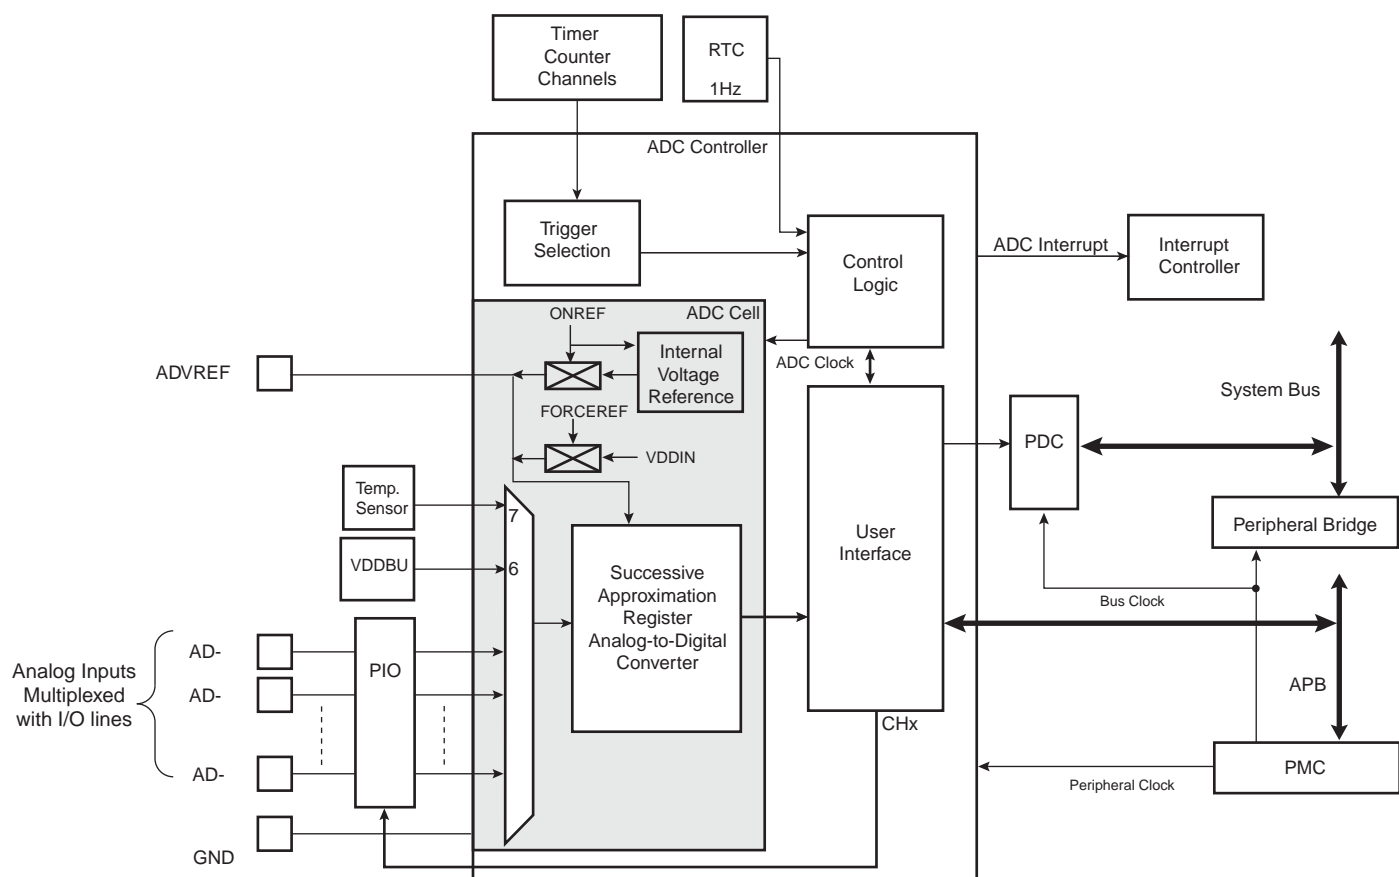 Timer
Counter
Channels
RTC
1Hz
ADC Controller
Trigger
Selection
Control
Logic
ADC Interrupt
Interrupt
Controller
ADC Cell
ONREF
Internal
Voltage
Reference
ADC Clock
ADVREF
FORCEREF
VDDIN
System Bus
PDC
Temp.
Sensor
7
VDDBU
6
Successive
Approximation
Register
Analog-to-Digital
Converter
User
Interface
Peripheral Bridge
Bus Clock
Analog Inputs
Multiplexed
with I/O lines
AD-
AD-
AD-
PIO
APB
CHx
PMC
Peripheral Clock
GND